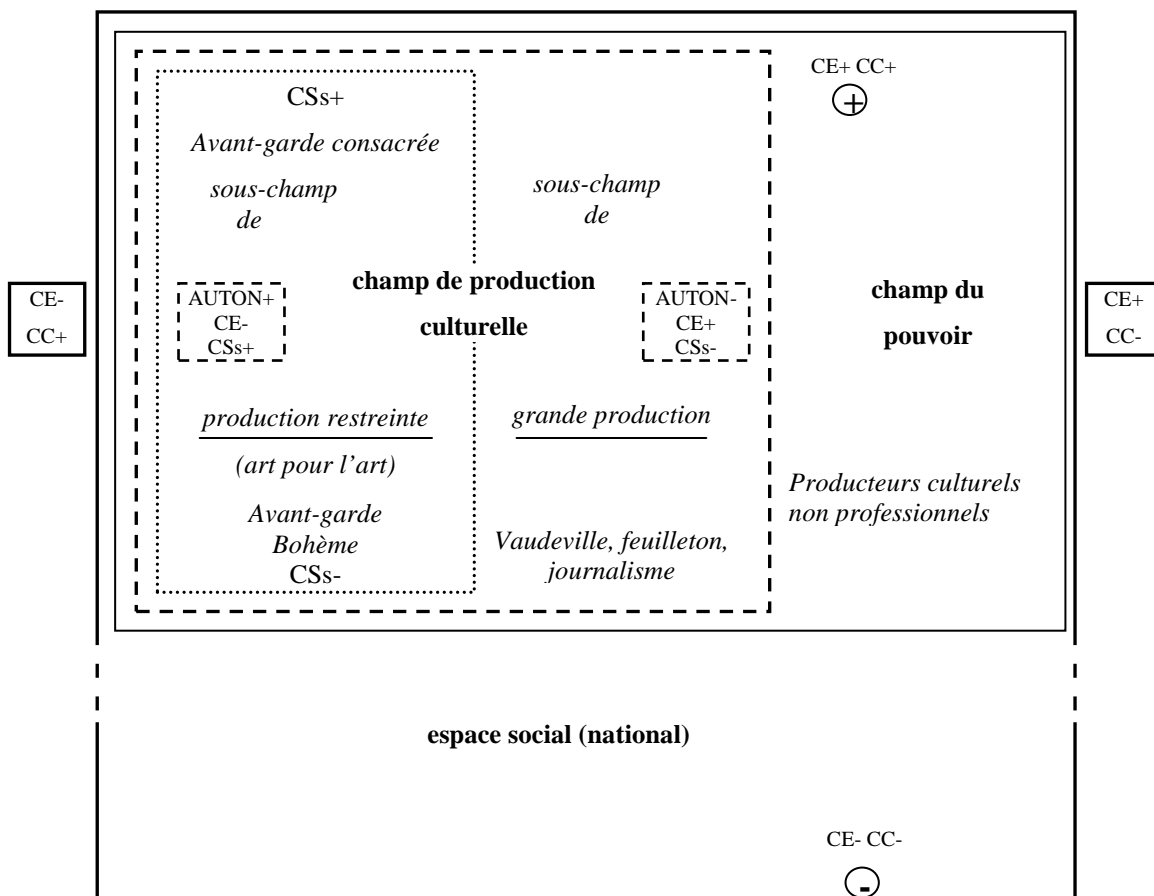 CE+ CC+
+
CSs+
Avant-garde consacrée
sous-champ
de
sous-champ
de
champ de production
culturelle
champ du
pouvoir
CE-
CC+
AUTON+
CE-
CSs+
AUTON-
CE+
CSs-
CE+
CC-
production restreinte
(art pour l’art)
grande production
Avant-garde
Bohème
CSs-
Vaudeville, feuilleton,
journalisme
Producteurs culturels
non professionnels
espace social (national)
CE- CC-
-